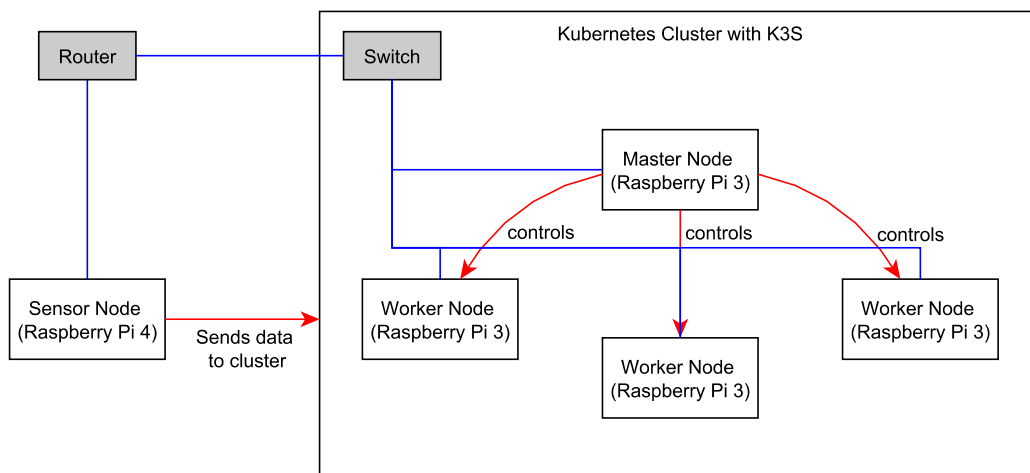 Kubernetes Cluster with K3S
Router
Switch
Master Node
(Raspberry Pi 3)
controls
controls
controls
Sensor Node
(Raspberry Pi 4)
Sends data
to cluster
Worker Node
(Raspberry Pi 3)
Worker Node
(Raspberry Pi 3)
Worker Node
(Raspberry Pi 3)